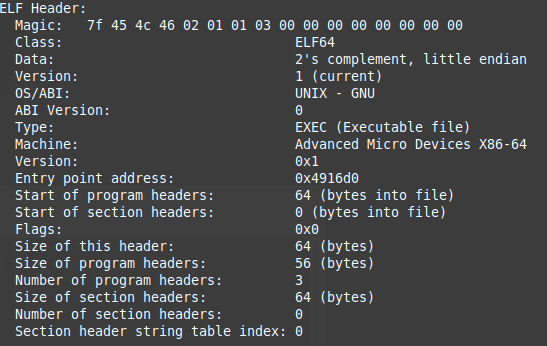 ELF Header:
Magic: 7f 45 4c 46 02 01 01 03 00 00 00 00 00 00 00 00
Class: ELF64
Data: 2's complement, little endian
Version: 1 (current)
OS/ABI: UNIX - GNU
ABI Version: 0
Type: EXEC (Executable file)
Machine: Advanced Micro Devices X86-64
Version: 0x1
Entry point address: 0x4916d0
Start of program headers: 64 (bytes into file)
Start of section headers: 0 (bytes into file)
Flags: 0x0
Size of this header: 64 (bytes)
Size of program headers: 56 (bytes)
Number of program headers: 3
Size of section headers: 64 (bytes)
Number of section headers: 0
Section header string table index: 0